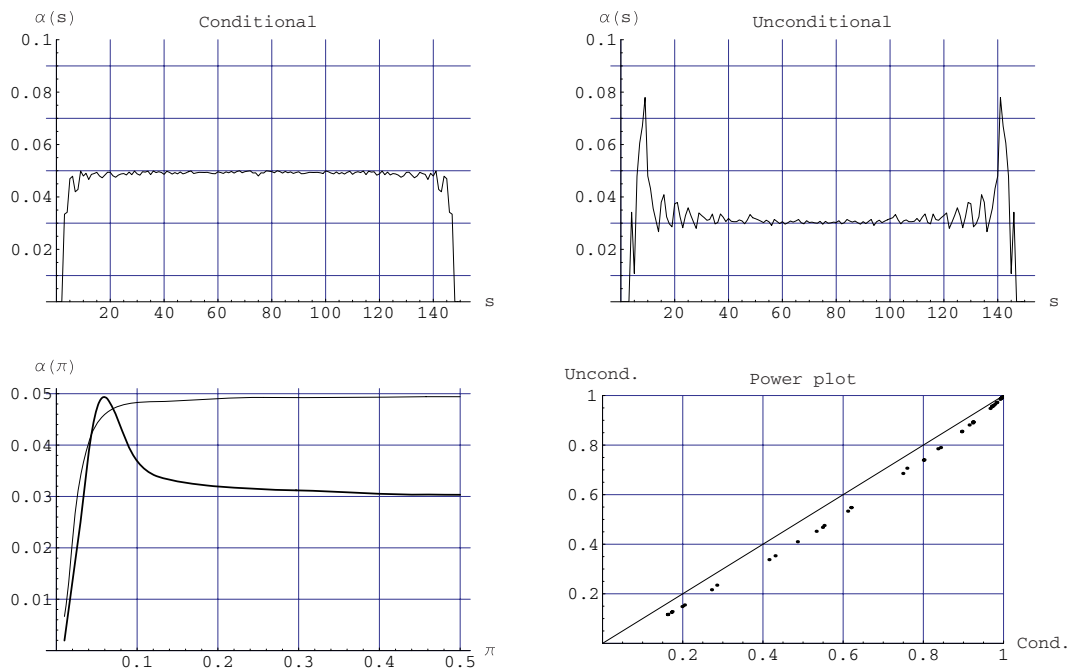 α(s)
Conditional
0.1
0.08
0.06
0.04
0.02
20 40 60 80 100 120 140 s
α(s)
Unconditional
0.1
0.08
0.06
0.04
0.02
20 40 60 80 100 120 140 s
α(π)
0.05
0.04
0.03
0.02
0.01
0.1 0.2 0.3 0.4 0.5 π
Uncond.
Power plot
1
0.8
0.6
0.4
0.2
0.2 0.4 0.6 0.8 1 Cond.